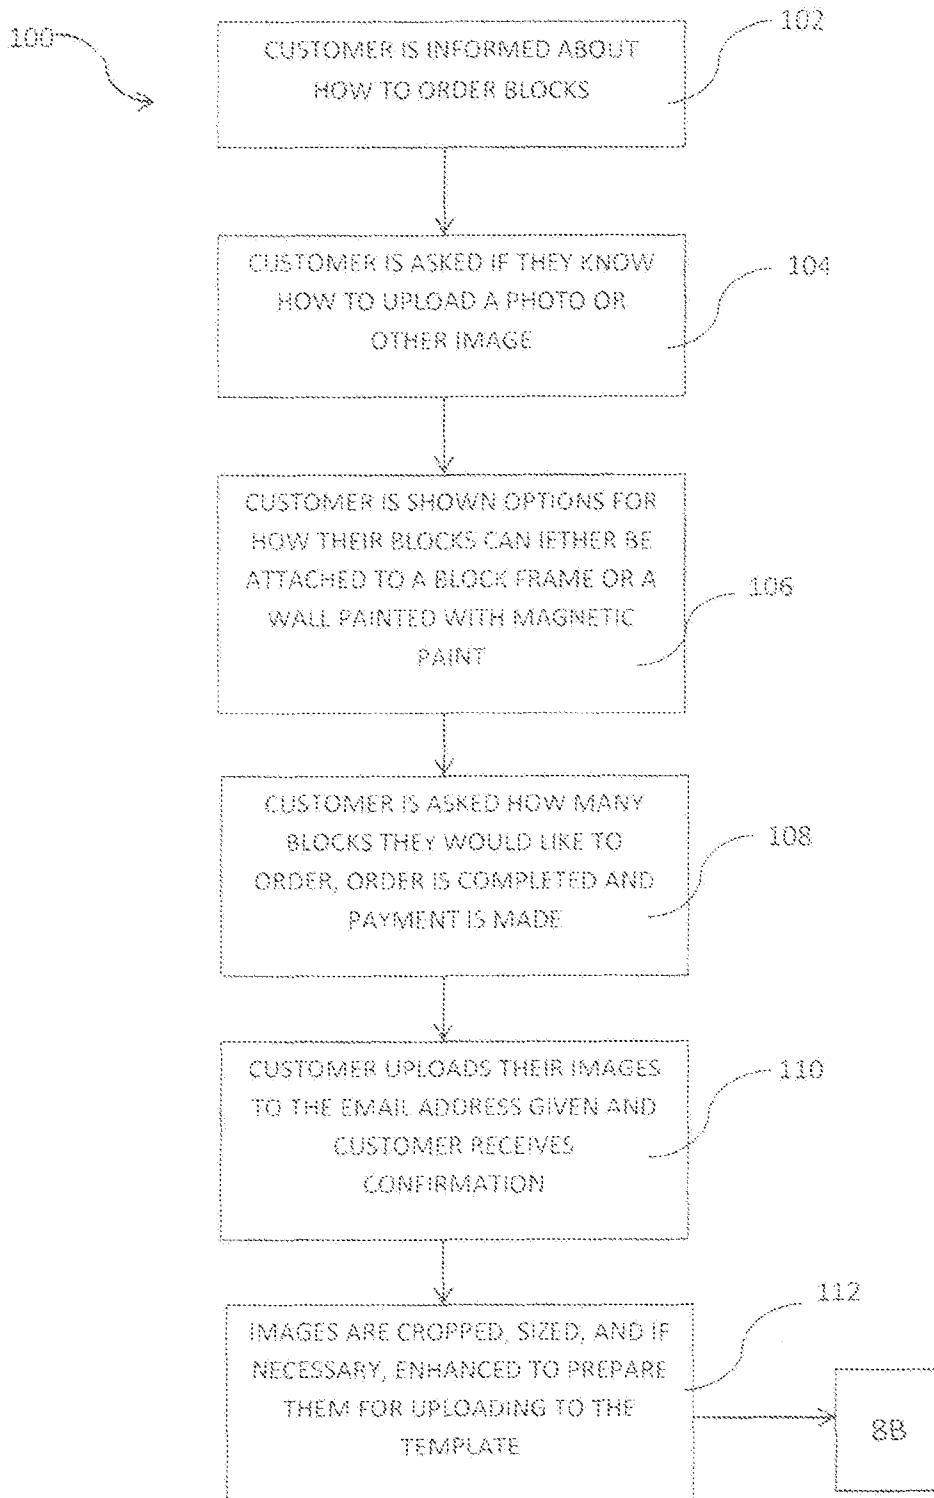 100
CUSTOMER IS INFORMED ABOUT
HOW TO ORDER BLOCKS
102
CUSTOMER IS ASKED IF THEY KNOW
HOW TO UPLOAD A PHOTO OR
OTHER IMAGE
104
CUSTOMER IS SHOWN OPTIONS FOR
HOW THEIR BLOCKS CAN IETHER BE
ATTACHED TO A BLOCK FRAME OR A
WALL PAINTED WITH MAGNETIC
PAINT
106
CUSTOMER IS ASKED HOW MANY
BLOCKS THEY WOULD LIKE TO
ORDER, ORDER IS COMPLETED AND
PAYMENT IS MADE
108
CUSTOMER UPLOADS THEIR IMAGES
TO THE EMAIL ADDRESS GIVEN AND
CUSTOMER RECEIVES
CONFIRMATION
110
IMAGES ARE CROPPED, SIZED, AND IF
NECESSARY, ENHANCED TO PREPARE
THEM FOR UPLOADING TO THE
TEMPLATE
112
8B